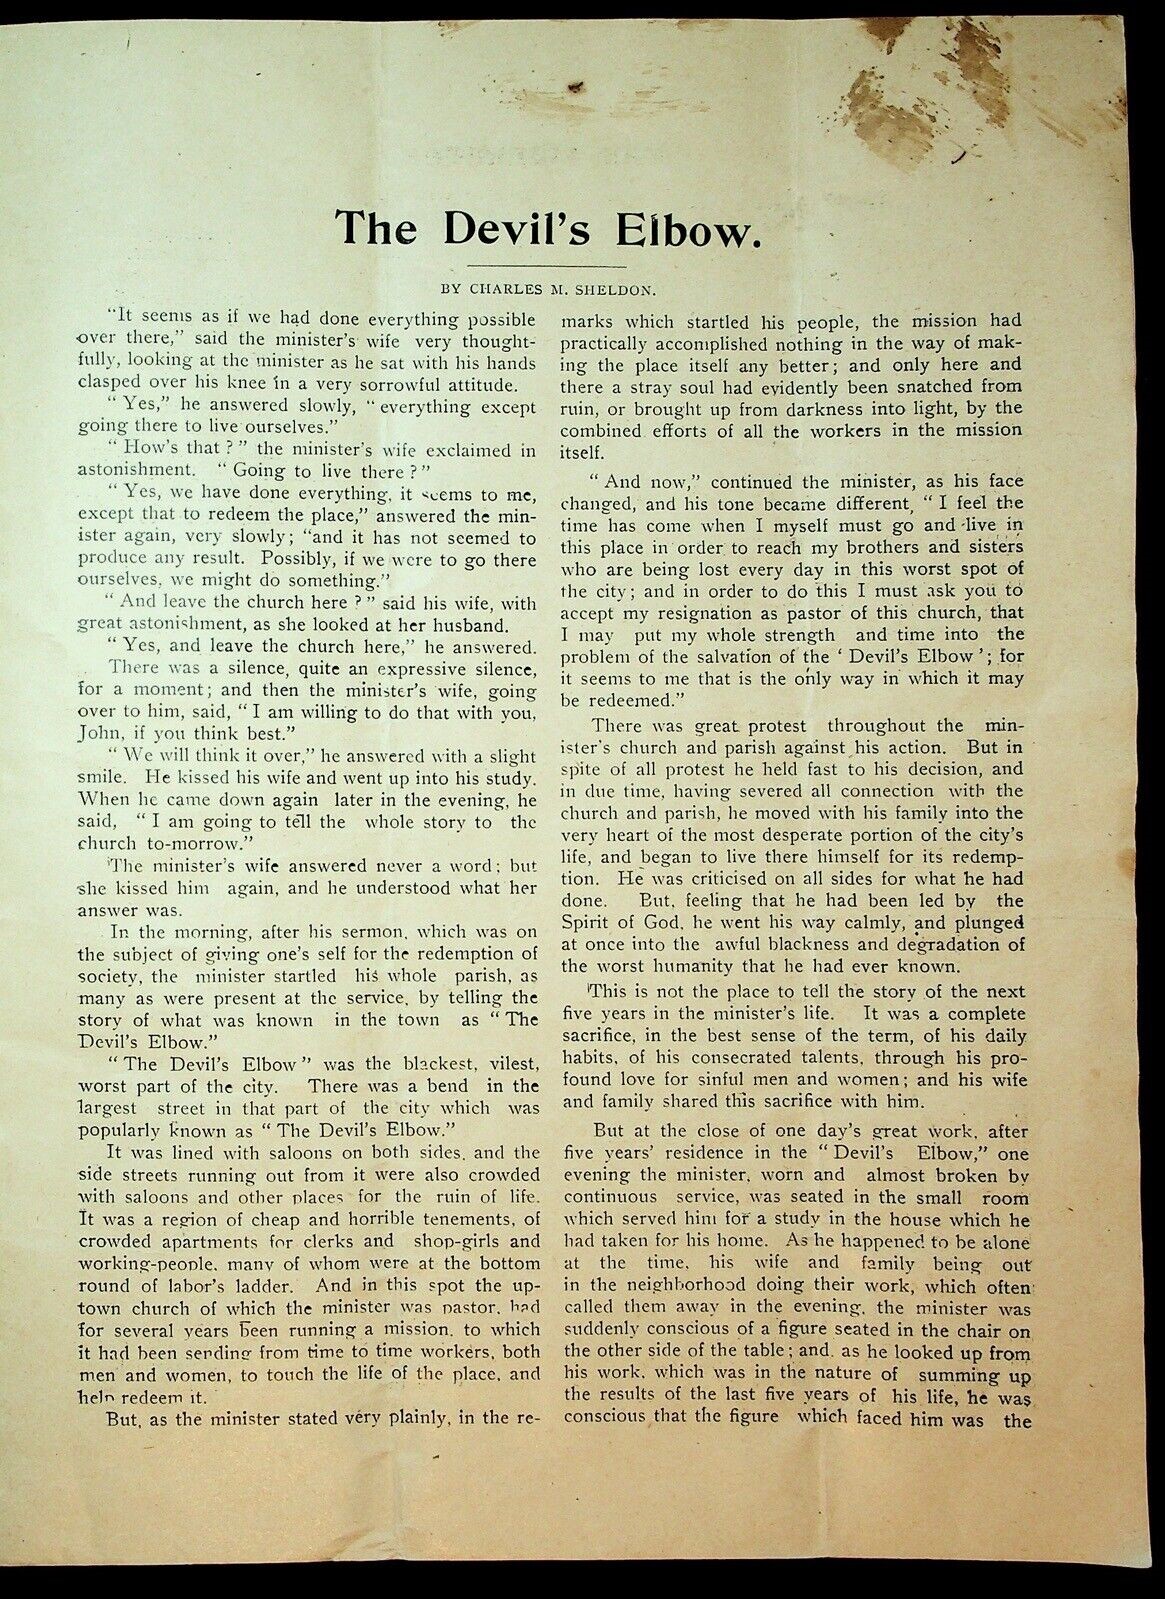 The Devil's Elbow.
BY CHARLES M. SHELDON.
"It seems as if we had done everything possible
over there," said the minister's wife very thought-
fully, looking at the minister as he sat with his hands
clasped over his knee in a very sorrowful attitude.
"Yes," he answered slowly, "everything except
going there to live ourselves."
"How's that?" the minister's wife exclaimed in
astonishment. "Going to live there?"
"Yes, we have done everything, it seems to me,
except that to redeem the place," answered the min-
ister again, very slowly; "and it has not seemed to
produce any result. Possibly, if we were to go there
ourselves, we might do something."
"And leave the church here?" said his wife, with
great astonishment, as she looked at her husband.
"Yes, and leave the church here," he answered.
There was a silence, quite an expressive silence,
for a moment; and then the minister's wife, going
over to him, said, "I am willing to do that with you,
John, if you think best."
"We will think it over," he answered with a slight
smile. He kissed his wife and went up into his study.
When he came down again later in the evening, he
said, "I am going to tell the whole story to the
church to-morrow."
The minister's wife answered never a word; but
she kissed him again, and he understood what her
answer was.
In the morning, after his sermon, which was on
the subject of giving one's self for the redemption of
society, the minister startled his whole parish, as
many as were present at the service, by telling the
story of what was known in the town as "The
Devil's Elbow."
"The Devil's Elbow" was the blackest, vilest,
worst part of the city. There was a bend in the
largest street in that part of the city which was
popularly known as "The Devil's Elbow."
It was lined with saloons on both sides, and the
side streets running out from it were also crowded
with saloons and other places for the ruin of life.
It was a region of cheap and horrible tenements, of
crowded apartments for clerks and shop-girls and
working-people, many of whom were at the bottom
round of labor's ladder. And in this spot the up-
town church of which the minister was pastor, had
for several years been running a mission, to which
it had been sending from time to time workers, both
men and women, to touch the life of the place, and
help redeem it.
But, as the minister stated very plainly, in the re-
marks which startled his people, the mission had
practically accomplished nothing in the way of mak-
ing the place itself any better; and only here and
there a stray soul had evidently been snatched from
ruin, or brought up from darkness into light, by the
combined efforts of all the workers in the mission
itself.
"And now," continued the minister, as his face
changed, and his tone became different, "I feel the
time has come when I myself must go and live in
this place in order to reach my brothers and sisters
who are being lost every day in this worst spot of
the city; and in order to do this I must ask you to
accept my resignation as pastor of this church, that
I may put my whole strength and time into the
problem of the salvation of the 'Devil's Elbow'; for
it seems to me that is the only way in which it may
be redeemed."
There was great protest throughout the min-
ister's church and parish against his action. But in
spite of all protest he held fast to his decision, and
in due time, having severed all connection with the
church and parish, he moved with his family into the
very heart of the most desperate portion of the city's
life, and began to live there himself for its redemp-
tion. He was criticised on all sides for what he had
done. But, feeling that he had been led by the
Spirit of God, he went his way calmly, and plunged
at once into the awful blackness and degradation of
the worst humanity that he had ever known.
This is not the place to tell the story of the next
five years in the minister's life. It was a complete
sacrifice, in the best sense of the term, of his daily
habits, of his consecrated talents, through his pro-
found love for sinful men and women; and his wife
and family shared this sacrifice with him.
But at the close of one day's great work, after
five years' residence in the "Devil's Elbow," one
evening the minister, worn and almost broken by
continuous service, was seated in the small room
which served him for a study in the house which he
had taken for his home. As he happened to be alone
at the time, his wife and family being out
in the neighborhood doing their work, which often
called them away in the evening, the minister was
suddenly conscious of a figure seated in the chair on
the other side of the table; and, as he looked up from
his work, which was in the nature of summing up
the results of the last five years of his life, he was
conscious that the figure which faced him was the